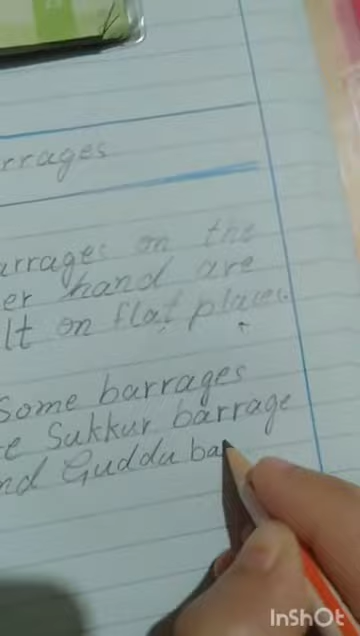 rrages
arrages on the
er hand are
lt on flat places.
Some barrages
e Sukkur barrage
nd Guddu ba
InShOt